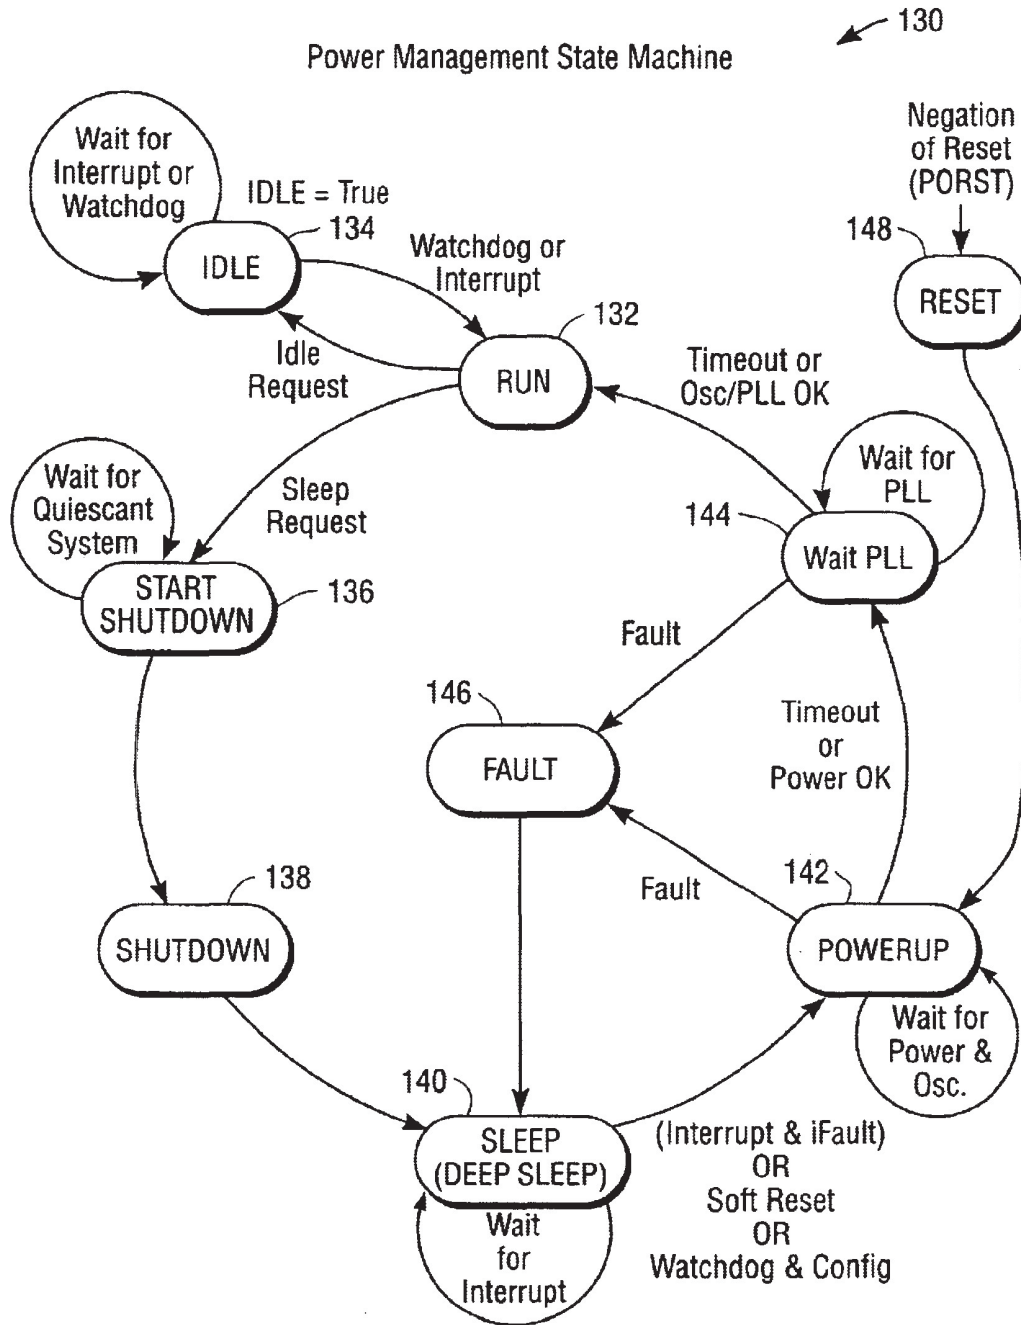 130
Power Management State Machine
Negation
of Reset
(PORST)
148
RESET
Wait for
Interrupt or
Watchdog
IDLE = True
134
IDLE
Watchdog or
Interrupt
132
RUN
Idle
Request
Timeout or
Osc/PLL OK
Wait for
PLL
144
Wait PLL
Wait for
Quiescant
System
Sleep
Request
START
SHUTDOWN
136
Fault
146
FAULT
Timeout
or
Power OK
138
SHUTDOWN
Fault
142
POWERUP
Wait for
Power &
Osc.
140
SLEEP
(DEEP SLEEP)
Wait
for
Interrupt
(Interrupt & iFault)
OR
Soft Reset
OR
Watchdog & Config